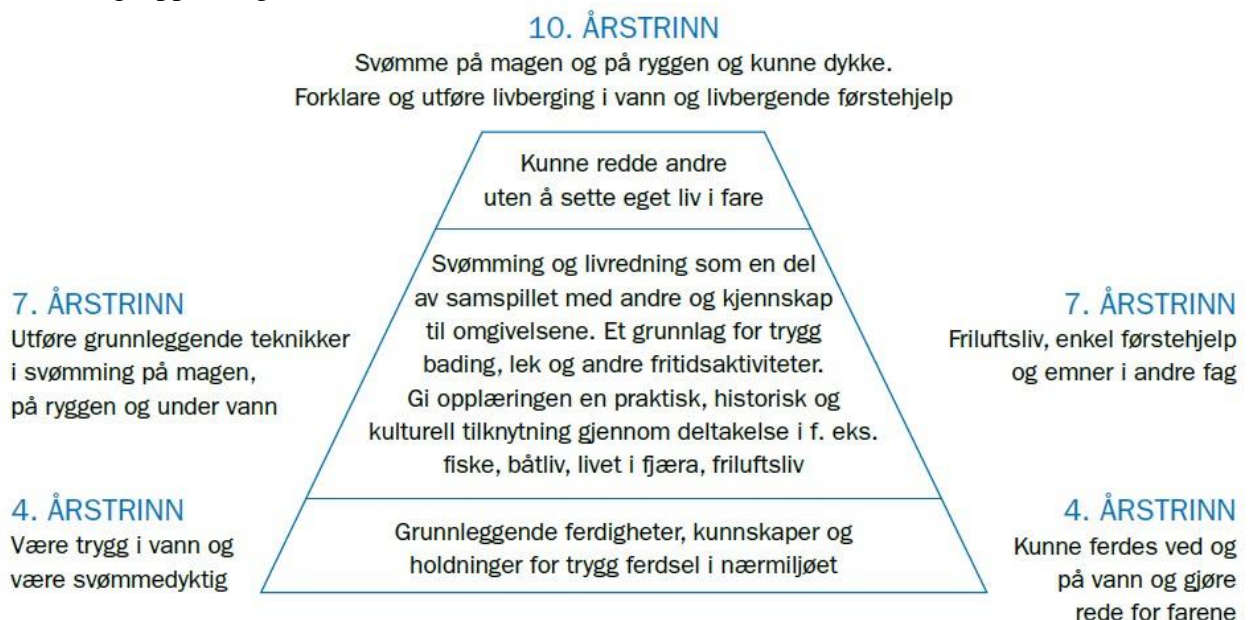 10. ÅRSTRINN
Svømme på magen og på ryggen og kunne dykke.
Forklare og utføre livberging i vann og livbergende førstehjelp
Kunne redde andre
uten å sette eget liv i fare
Svømming og livredning som en del
av samspillet med andre og kjennskap
til omgivelsene. Et grunnlag for trygg
bading, lek og andre fritidsaktiviteter.
Gi opplæringen en praktisk, historisk og
kulturell tilknytning gjennom deltakelse i f. eks.
fiske, båtliv, livet i fjæra, friluftsliv
7. ÅRSTRINN
Utføre grunnleggende teknikker
i svømming på magen,
på ryggen og under vann
7. ÅRSTRINN
Friluftsliv, enkel førstehjelp
og emner i andre fag
4. ÅRSTRINN
Være trygg i vann og
være svømmedyktig
Grunnleggende ferdigheter, kunnskaper og
holdninger for trygg ferdsel i nærmiljøet
4. ÅRSTRINN
Kunne ferdes ved og
på vann og gjøre
rede for farene